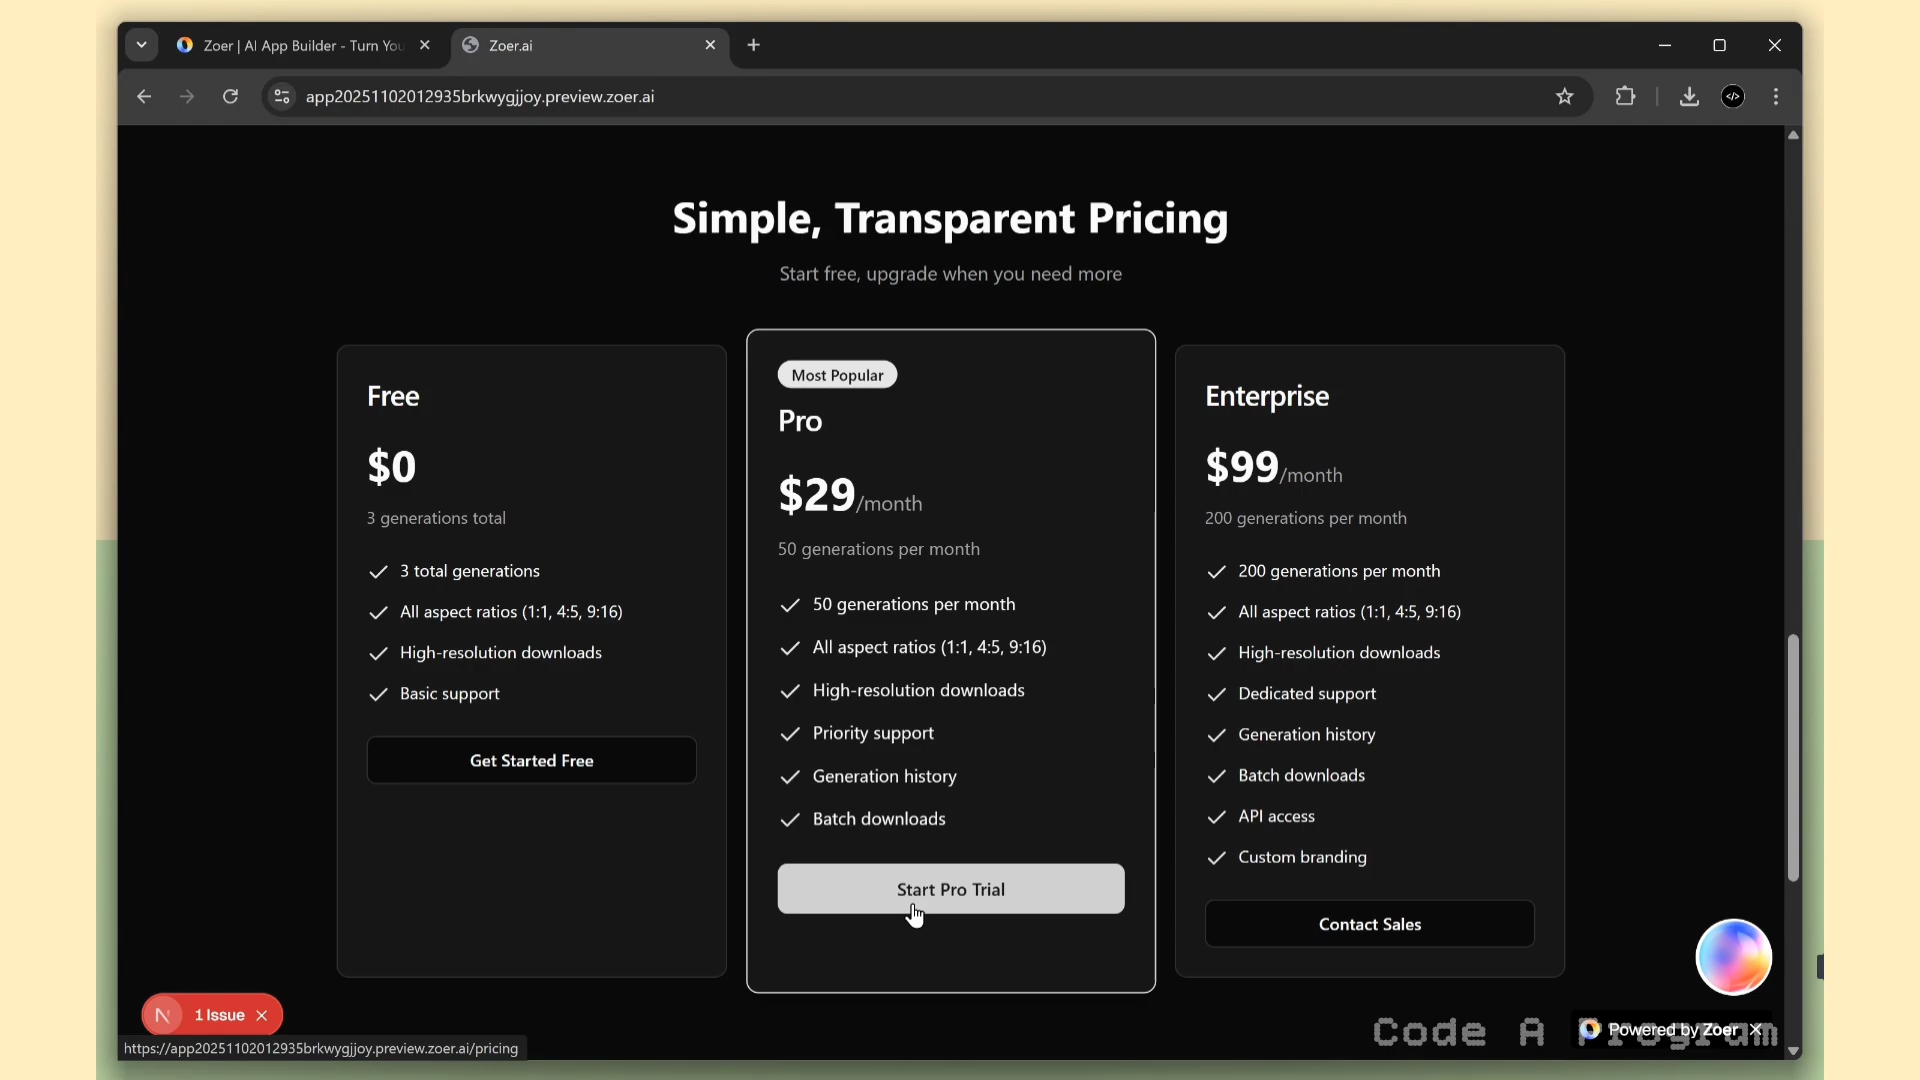 Zoer | AI App Builder - Turn You
Zoer.ai
app20251102012935brkwygjjoy.preview.zoer.ai
Simple, Transparent Pricing
Start free, upgrade when you need more
Free
$0
3 generations total
3 total generations
All aspect ratios (1:1, 4:5, 9:16)
High-resolution downloads
Basic support
Get Started Free
Most Popular
Pro
$29/month
50 generations per month
50 generations per month
All aspect ratios (1:1, 4:5, 9:16)
High-resolution downloads
Priority support
Generation history
Batch downloads
Start Pro Trial
Enterprise
$99/month
200 generations per month
200 generations per month
All aspect ratios (1:1, 4:5, 9:16)
High-resolution downloads
Dedicated support
Generation history
Batch downloads
API access
Custom branding
Contact Sales
N 1 Issue
Powered by Zoer
Code A Program
https://app20251102012935brkwygjjoy.preview.zoer.ai/pricing